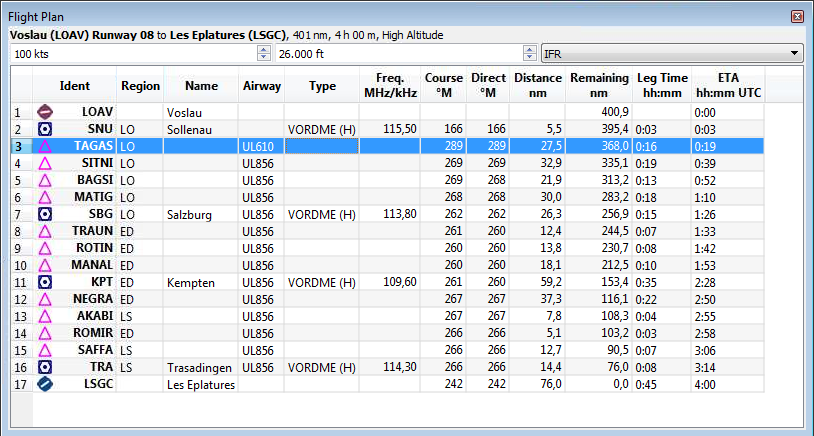 Flight Plan
Voslau (LOAV) Runway 08 to Les Eplatures (LSGC), 401 nm, 4 h 00 m, High Altitude
100 kts 26.000 ft IFR
Ident Region Name Airway Type Freq. MHz/kHz Course °M Direct °M Distance nm Remaining nm Leg Time hh:mm ETA hh:mm UTC
1 LOAV Voslau 400,9 0:00
2 SNU LO Sollenau VORDME (H) 115,50 166 166 5,5 395,4 0:03 0:03
3 TAGAS LO UL610 289 289 27,5 368,0 0:16 0:19
4 SITNI LO UL856 269 269 32,9 335,1 0:19 0:39
5 BAGSI LO UL856 269 268 21,9 313,2 0:13 0:52
6 MATIG LO UL856 268 268 30,0 283,2 0:18 1:10
7 SBG LO Salzburg UL856 VORDME (H) 113,80 262 262 26,3 256,9 0:15 1:26
8 TRAUN ED UL856 261 260 12,4 244,5 0:07 1:33
9 ROTIN ED UL856 260 260 13,8 230,7 0:08 1:42
10 MANAL ED UL856 260 260 18,1 212,5 0:10 1:53
11 KPT ED Kempten UL856 VORDME (H) 109,60 261 260 59,2 153,4 0:35 2:28
12 NEGRA ED UL856 267 267 37,3 116,1 0:22 2:50
13 AKABI LS UL856 267 267 7,8 108,3 0:04 2:55
14 ROMIR ED UL856 266 266 5,1 103,2 0:03 2:58
15 SAFFA LS UL856 266 266 12,7 90,5 0:07 3:06
16 TRA LS Trasadingen UL856 VORDME (H) 114,30 266 266 14,4 76,0 0:08 3:14
17 LSGC Les Eplatures 242 242 76,0 0,0 0:45 4:00